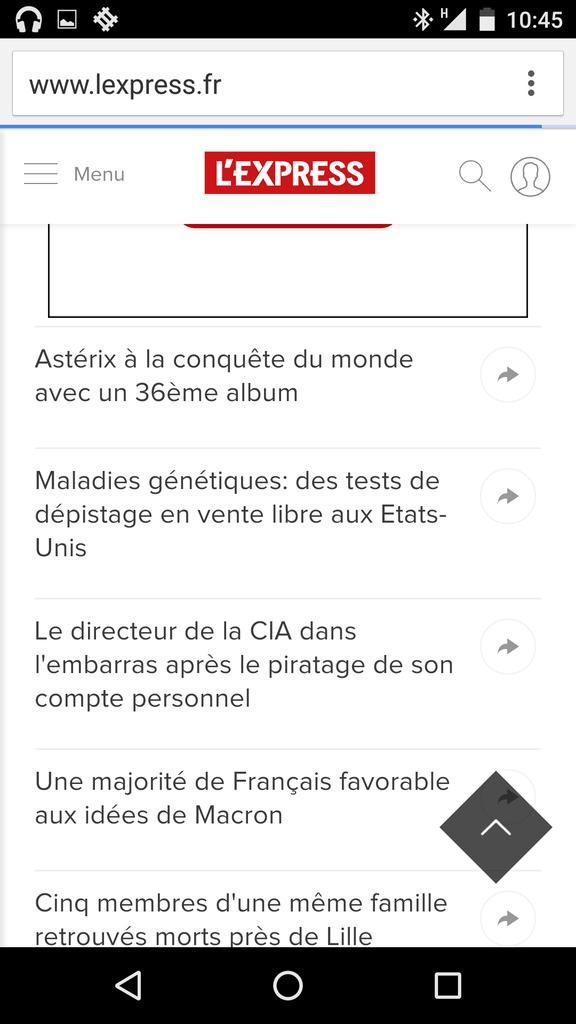 H 10:45
www.lexpress.fr
Menu L'EXPRESS
Astérix à la conquête du monde
avec un 36ème album
Maladies génétiques: des tests de
dépistage en vente libre aux Etats-
Unis
Le directeur de la CIA dans
l'embarras après le piratage de son
compte personnel
Une majorité de Français favorable
aux idées de Macron
Cinq membres d'une même famille
retrouvés morts près de Lille